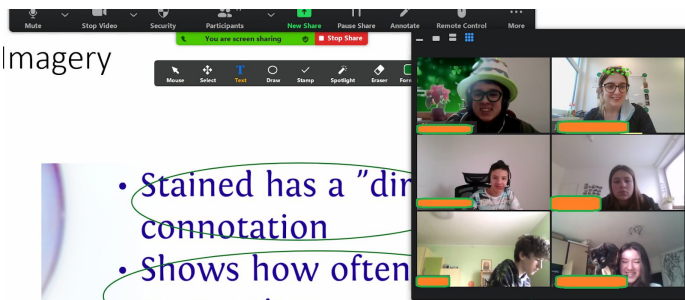 Mute Stop Video Security Participants New Share Pause Share Annotate Remote Control More
You are screen sharing Stop Share
Imagery
Mouse Select Text Draw Stamp Spotlight Eraser
• Stained has a "dir
connotation
• Shows how often